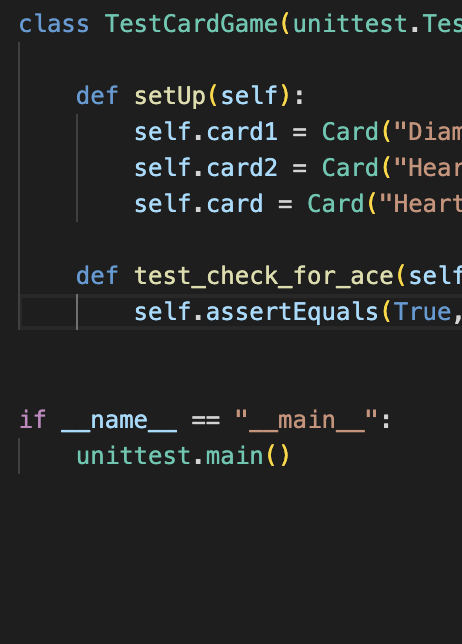 class TestCardGame(unittest.Tes
def setUp(self):
self.card1 = Card("Diam
self.card2 = Card("Hear
self.card = Card("Heart
def test_check_for_ace(self
self.assertEquals(True,
if __name__ == "__main__":
unittest.main()